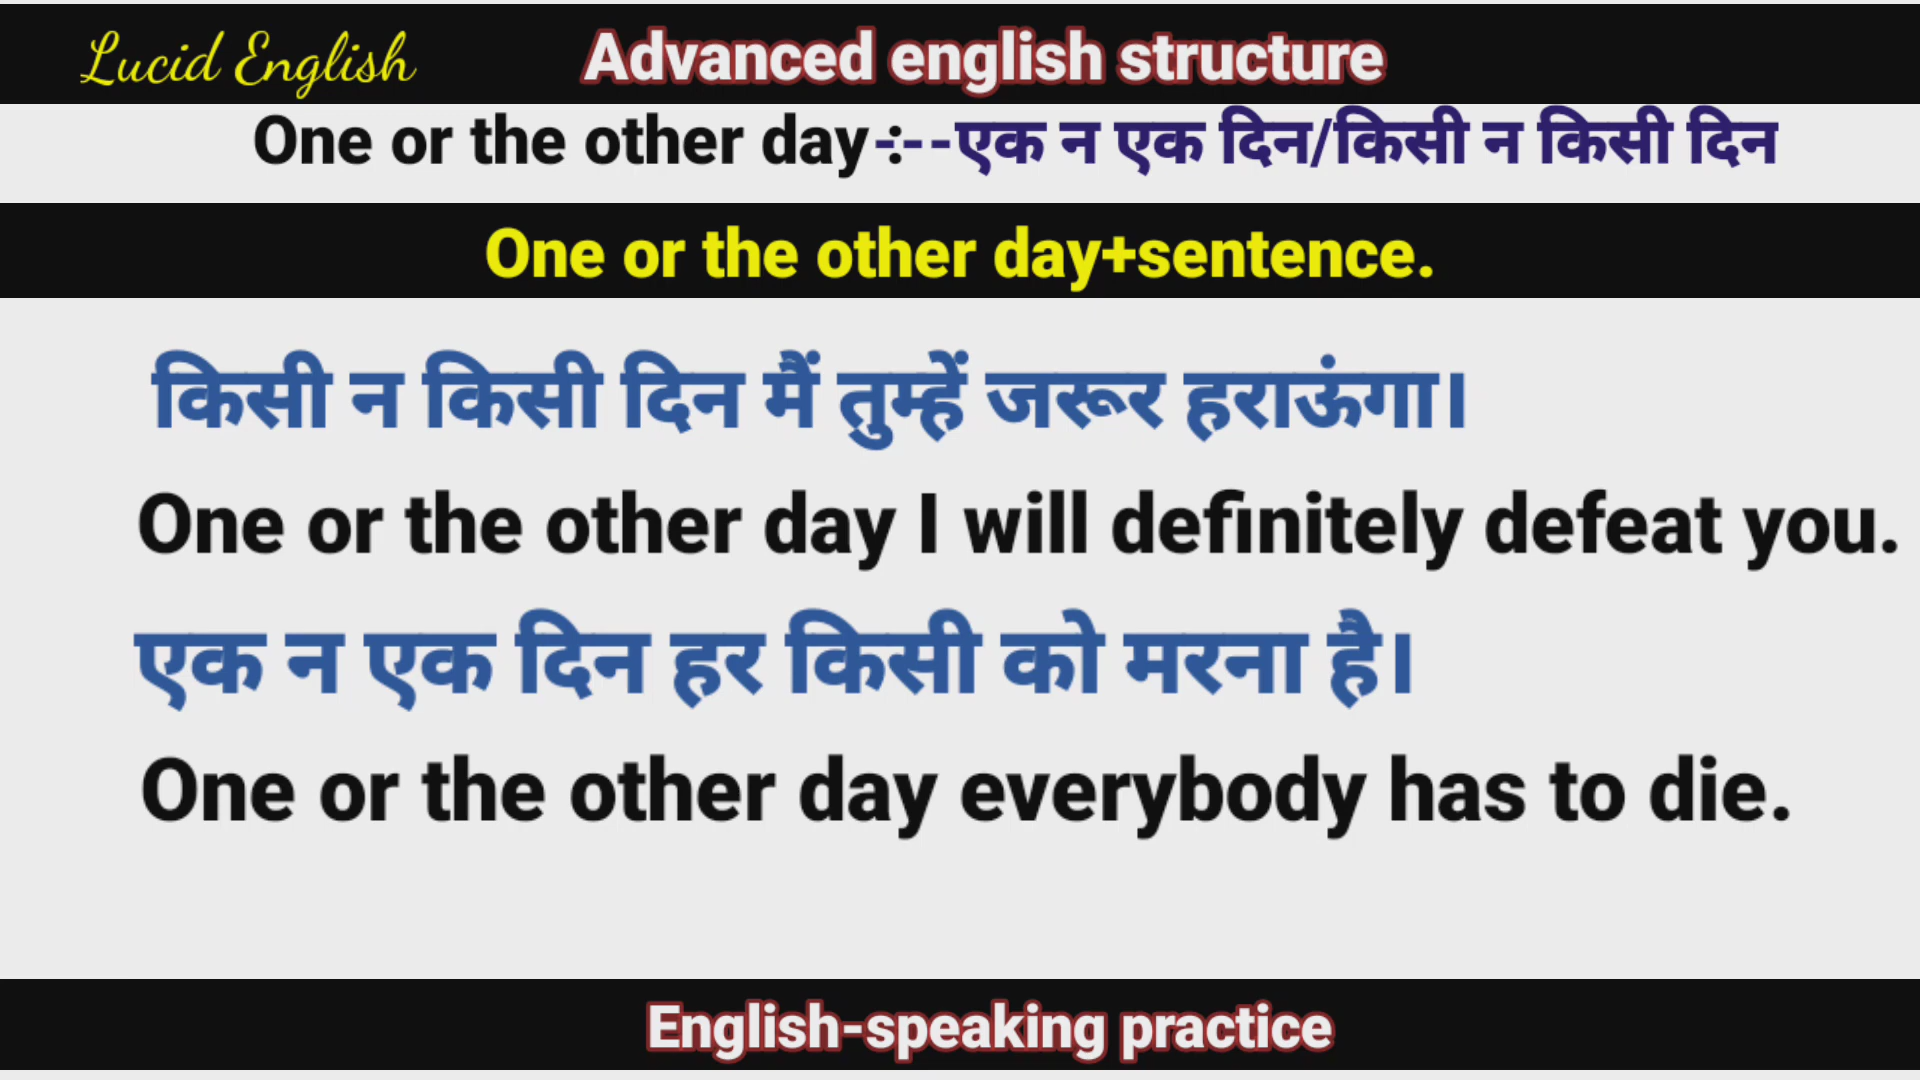 Lucid English
Advanced english structure
One or the other day:--एक न एक दिन/किसी न किसी दिन
One or the other day+sentence.
किसी न किसी दिन मैं तुम्हें जरूर हराऊंगा।
One or the other day I will definitely defeat you.
एक न एक दिन हर किसी को मरना है।
One or the other day everybody has to die.
English-speaking practice